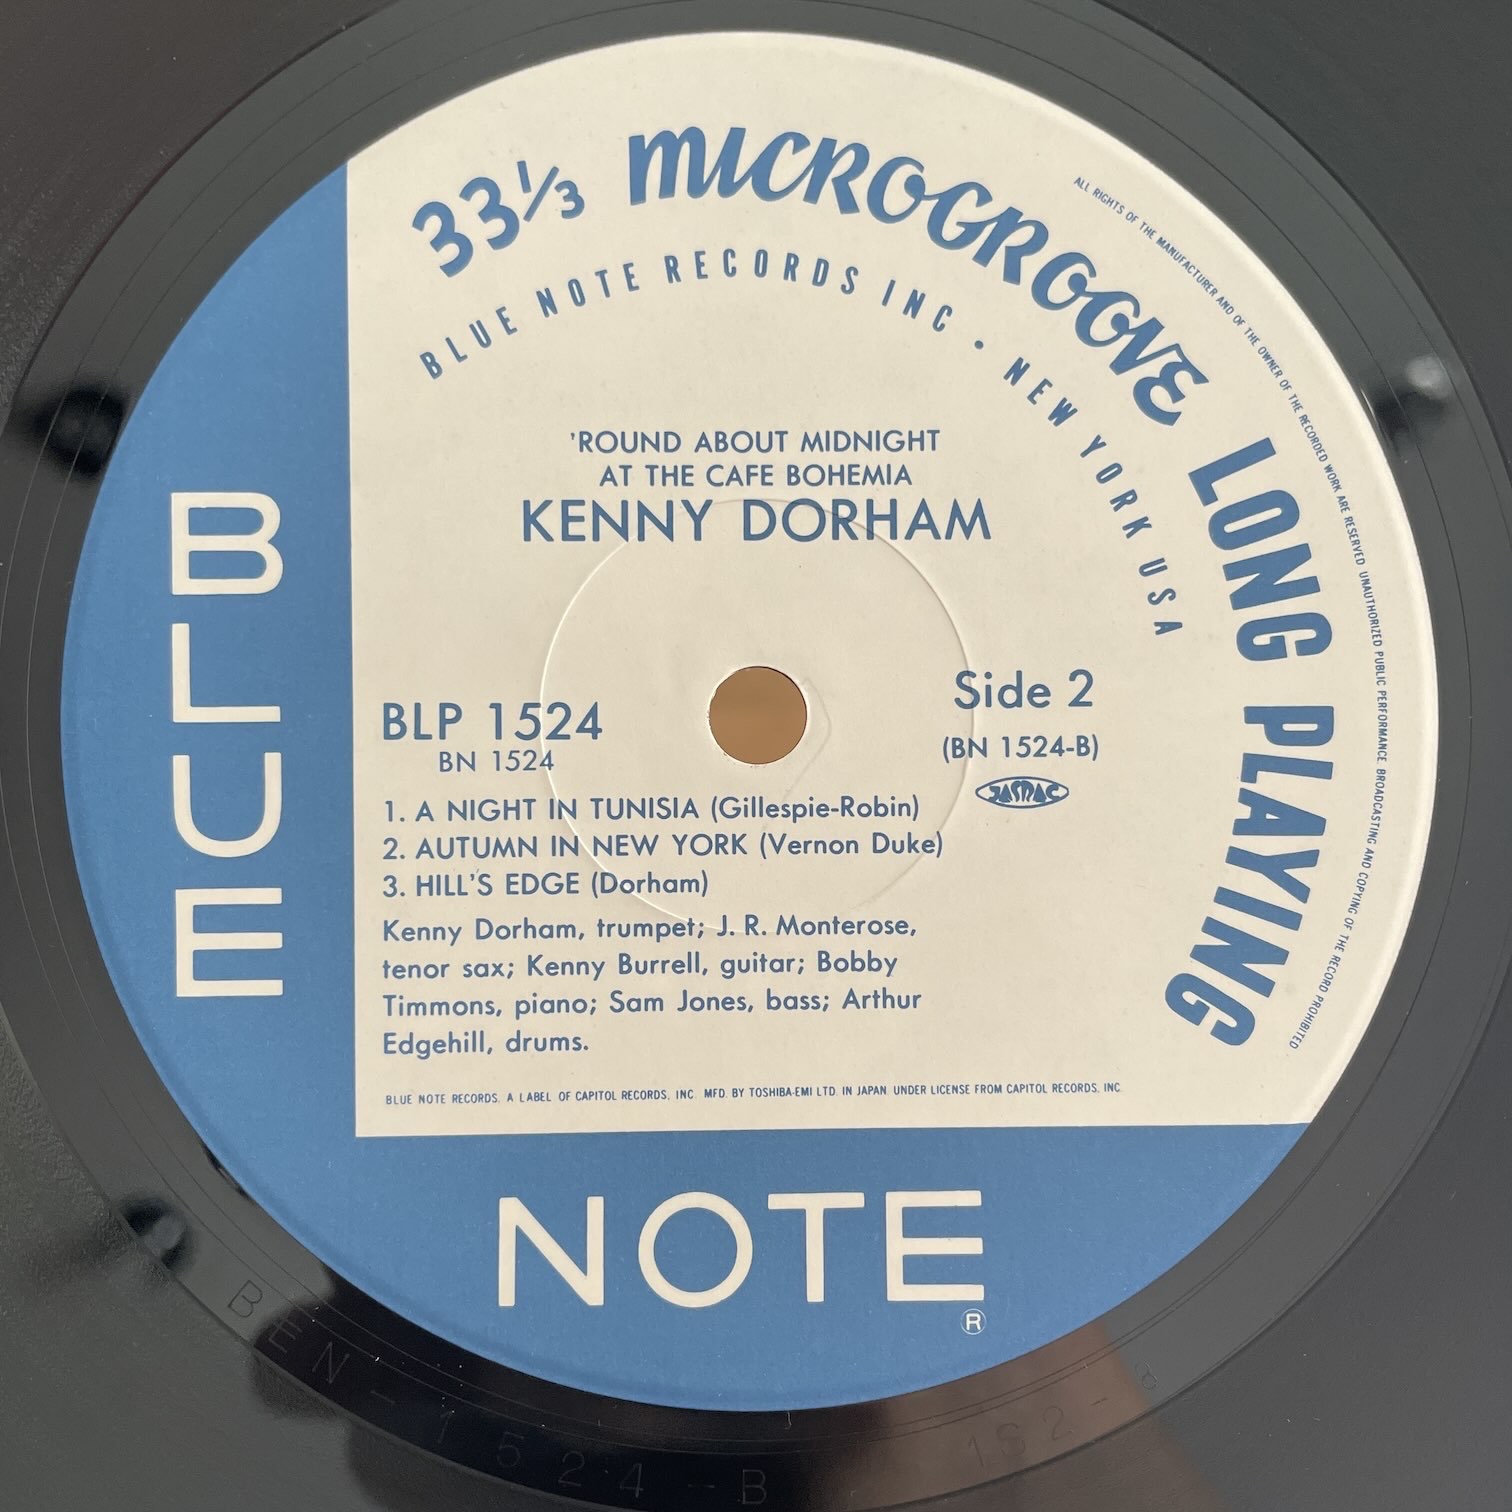 33⅓ MICROGROOVE LONG PLAYING
BLUE NOTE RECORDS INC • NEW YORK USA
ALL RIGHTS OF THE MANUFACTURER AND OF THE OWNER OF THE RECORDED WORK ARE RESERVED UNAUTHORIZED PUBLIC PERFORMANCE BROADCASTING AND COPYING OF THE RECORD PROHIBITED
'ROUND ABOUT MIDNIGHT
AT THE CAFE BOHEMIA
KENNY DORHAM
BLP 1524
BN 1524
Side 2
(BN 1524-B)
JASRAC
1. A NIGHT IN TUNISIA (Gillespie-Robin)
2. AUTUMN IN NEW YORK (Vernon Duke)
3. HILL'S EDGE (Dorham)
Kenny Dorham, trumpet; J. R. Monterose,
tenor sax; Kenny Burrell, guitar; Bobby
Timmons, piano; Sam Jones, bass; Arthur
Edgehill, drums.
BLUE NOTE RECORDS. A LABEL OF CAPITOL RECORDS, INC. MFD. BY TOSHIBA-EMI LTD. IN JAPAN UNDER LICENSE FROM CAPITOL RECORDS, INC.
BLUE
NOTE
®
BEN-1524-B